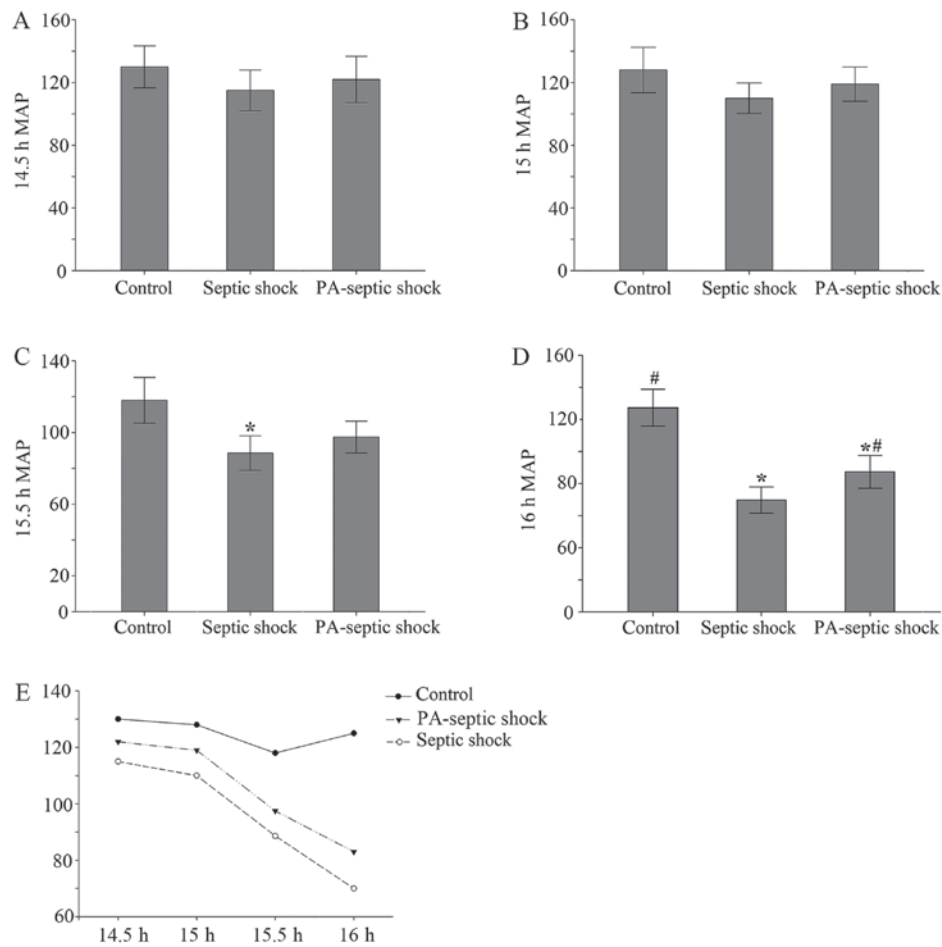 A
160
120
80
40
0
14.5 h MAP
Control Septic shock PA-septic shock
B
160
120
80
40
0
15 h MAP
Control Septic shock PA-septic shock
C
140
100
60
20
0
15.5 h MAP
*
Control Septic shock PA-septic shock
D
160
120
80
60
0
16 h MAP
#
*
*#
Control Septic shock PA-septic shock
E
140
120
100
80
60
14.5 h 15 h 15.5 h 16 h
Control
PA-septic shock
Septic shock